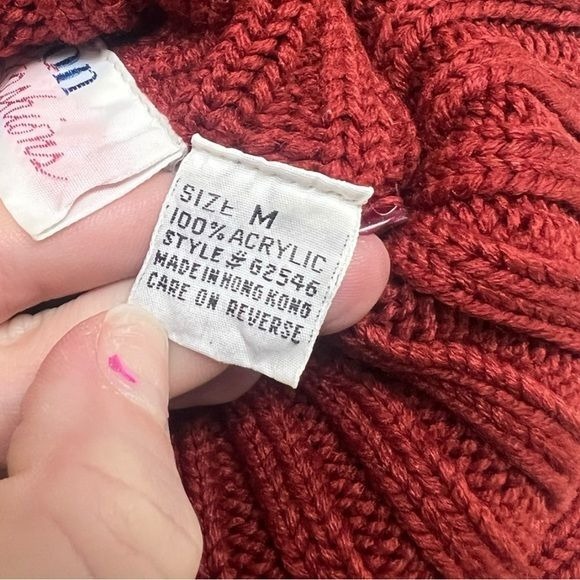 SIZE M
100% ACRYLIC
STYLE # G2546
MADE IN HONG KONG
CARE ON REVERSE